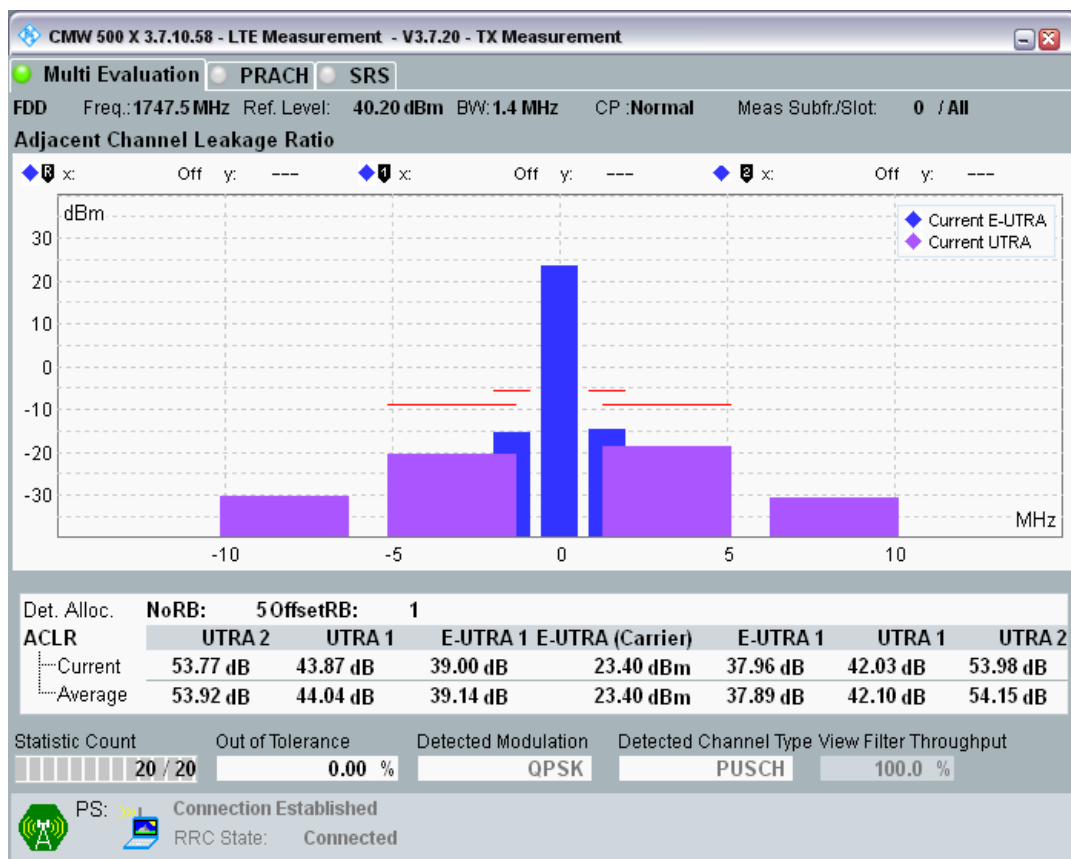 CMW 500 X 3.7.10.58 - LTE Measurement - V3.7.20 - TX Measurement
Multi Evaluation PRACH SRS
FDD Freq.: 1747.5 MHz Ref. Level: 40.20 dBm BW: 1.4 MHz CP :Normal Meas Subfr./Slot: 0 / All
Adjacent Channel Leakage Ratio
R x: Off y: --- 1 x: Off y: --- 2 x: Off y: ---
dBm
Current E-UTRA
Current UTRA
30
20
10
0
-10
-20
-30
MHz
-10 -5 0 5 10
Det. Alloc. NoRB: 5 OffsetRB: 1
ACLR UTRA 2 UTRA 1 E-UTRA 1 E-UTRA (Carrier) E-UTRA 1 UTRA 1 UTRA 2
Current 53.77 dB 43.87 dB 39.00 dB 23.40 dBm 37.96 dB 42.03 dB 53.98 dB
Average 53.92 dB 44.04 dB 39.14 dB 23.40 dBm 37.89 dB 42.10 dB 54.15 dB
Statistic Count Out of Tolerance Detected Modulation Detected Channel Type View Filter Throughput
20 / 20 0.00 % QPSK PUSCH 100.0 %
PS: Connection Established
RRC State: Connected